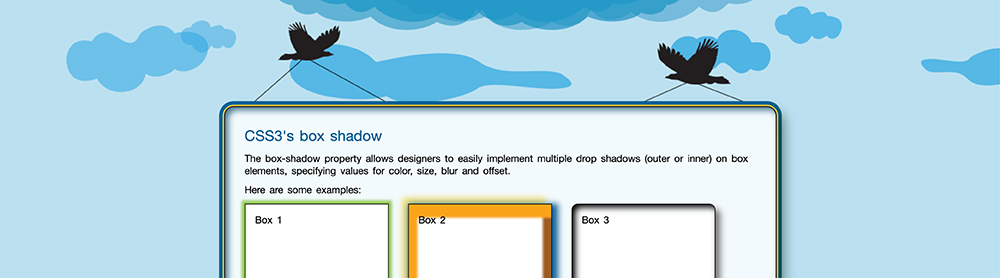 CSS3's box shadow
The box-shadow property allows designers to easily implement multiple drop shadows (outer or inner) on box
elements, specifying values for color, size, blur and offset.
Here are some examples:
Box 1
Box 2
Box 3